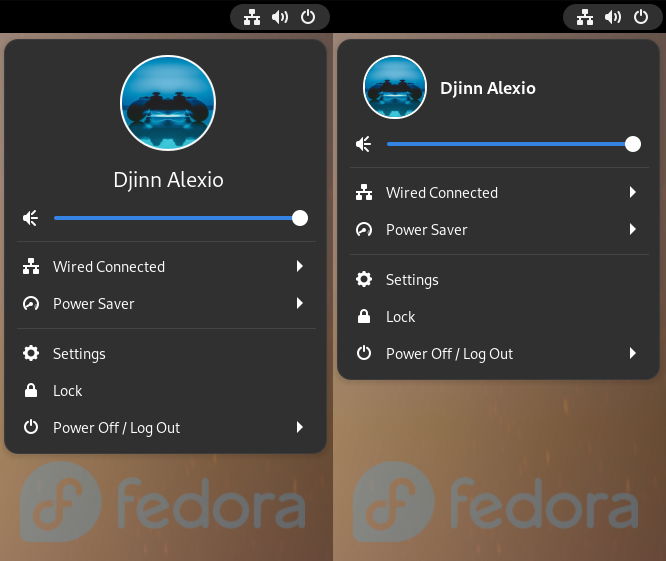 Djinn Alexio
Wired Connected
Power Saver
Settings
Lock
Power Off / Log Out
fedora
Djinn Alexio
Wired Connected
Power Saver
Settings
Lock
Power Off / Log Out
fedora